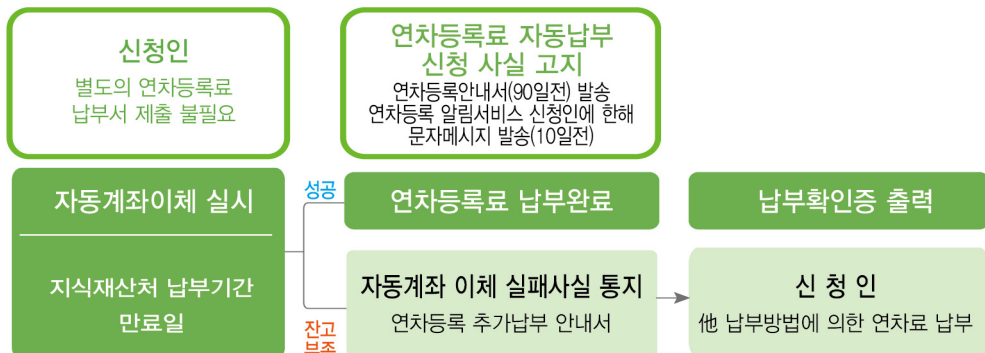 신청인
별도의 연차등록료
납부서 제출 불필요
연차등록료 자동납부
신청 사실 고지
연차등록안내서(90일전) 발송
연차등록 알림서비스 신청인에 한해
문자메시지 발송(10일전)
자동계좌이체 실시
지식재산처 납부기간
만료일
성공
연차등록료 납부완료
납부확인증 출력
잔고
부족
자동계좌 이체 실패사실 통지
연차등록 추가납부 안내서
신 청 인
他 납부방법에 의한 연차료 납부